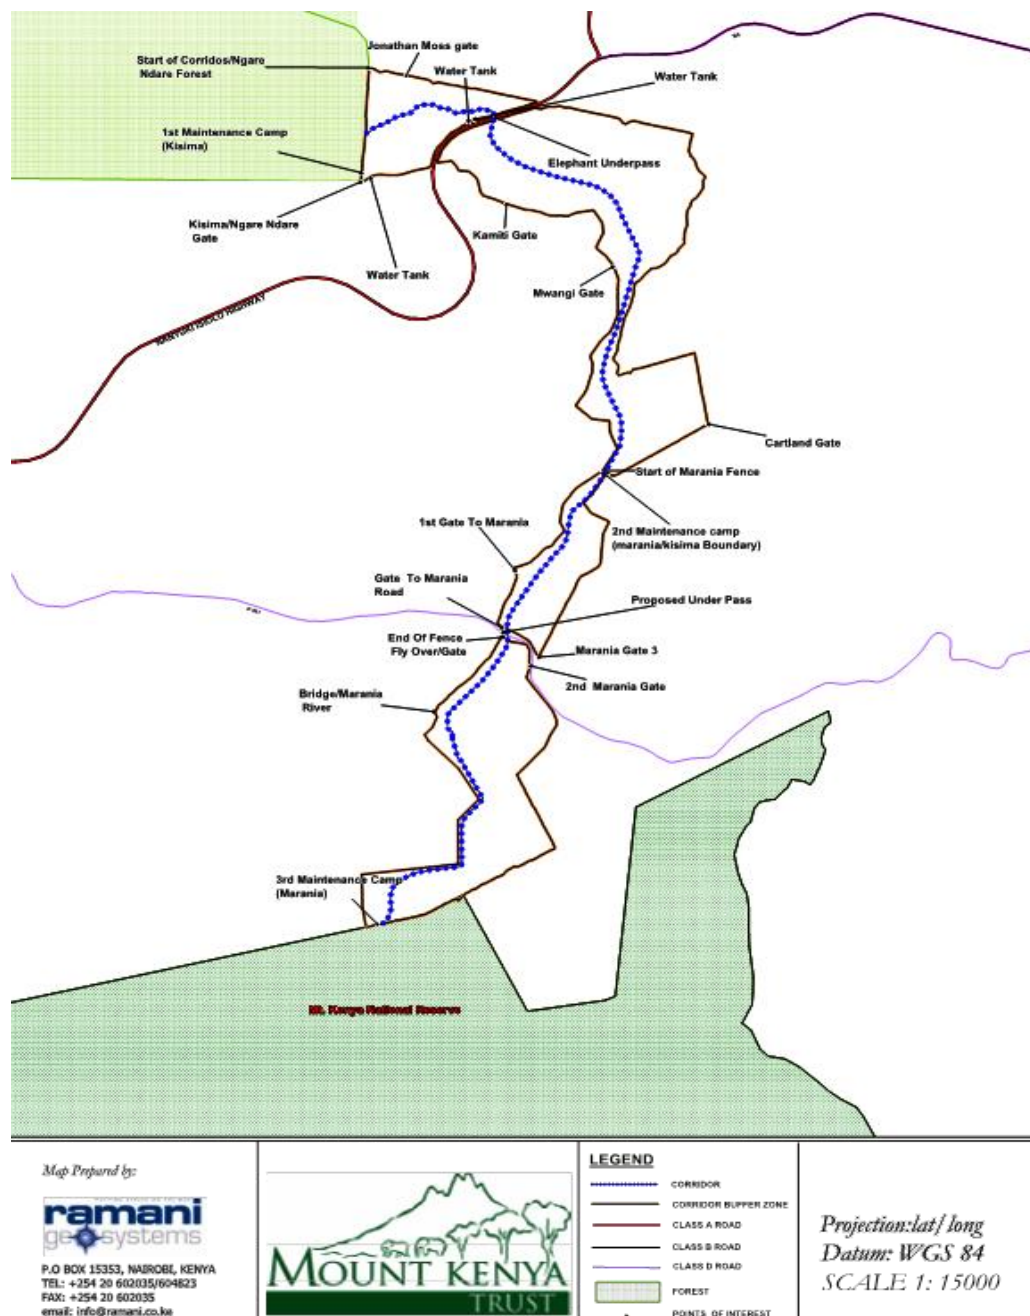 Jonathan Moss gate
Start of Corridos/Ngare
Ndare Forest
Water Tank
Water Tank
1st Maintenance Camp
(Kisima)
Elephant Underpass
Kisima/Ngare Ndare
Gate
Kamiti Gate
Water Tank
Mwangi Gate
NANYUKI ISIOLO HIGHWAY
Cartland Gate
Start of Marania Fence
1st Gate To Marania
2nd Maintenance camp
(marania/kisima Boundary)
Gate To Marania
Road
Proposed Under Pass
End Of Fence
Fly Over/Gate
Marania Gate 3
2nd Marania Gate
Bridge/Marania
River
3rd Maintenance Camp
(Marania)
Mt. Kenya National Reserve
Map Prepared by:
ramani
geosystems
P.O BOX 15353, NAIROBI, KENYA
TEL: +254 20 602035/604823
FAX: +254 20 602035
email: info@ramani.co.ke
MOUNT KENYA
TRUST
LEGEND
CORRIDOR
CORRIDOR BUFFER ZONE
CLASS A ROAD
CLASS B ROAD
CLASS D ROAD
FOREST
POINTS OF INTEREST
Projection:lat/ long
Datum: WGS 84
SCALE 1: 15000